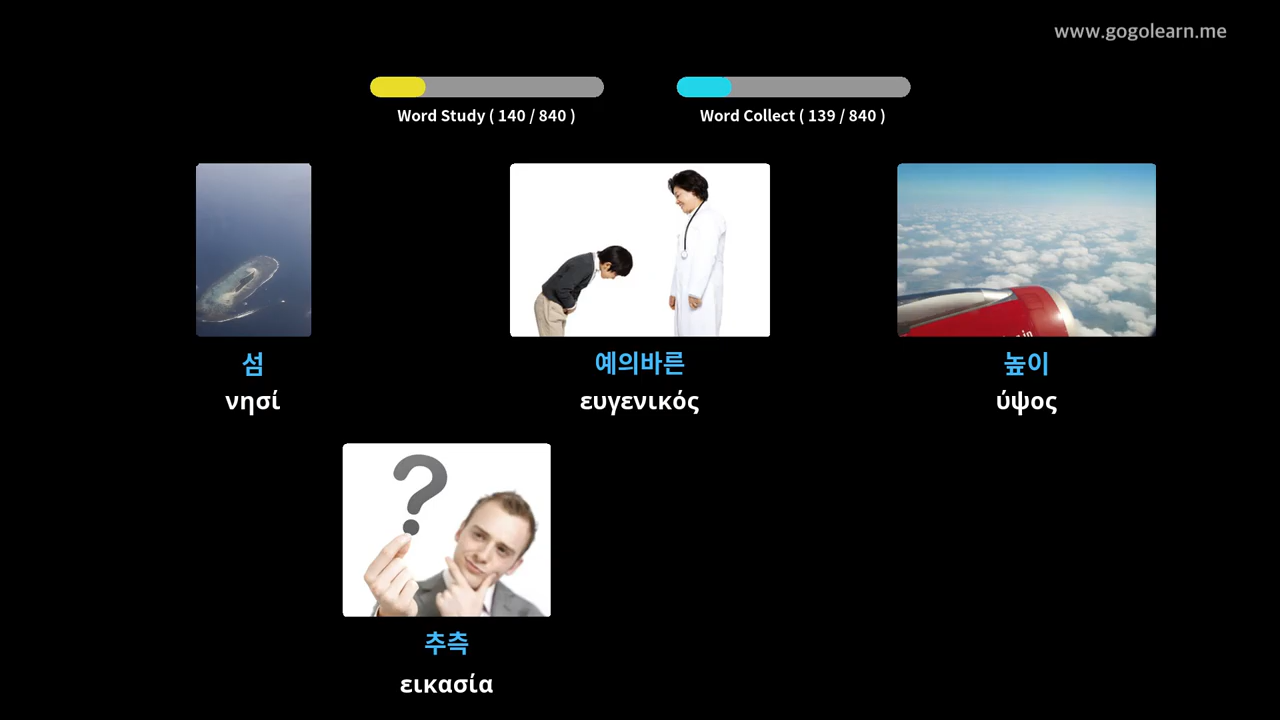 www.gogolearn.me
Word Study ( 140 / 840 )
Word Collect ( 139 / 840 )
섬
νησί
예의바른
ευγενικός
높이
ύψος
추측
εικασία